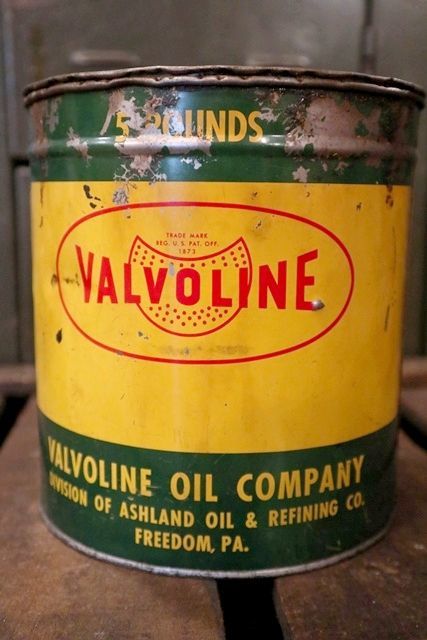 5 POUNDS
TRADE MARK
REG. U.S. PAT. OFF.
1873
VALVOLINE
VALVOLINE OIL COMPANY
DIVISION OF ASHLAND OIL & REFINING CO.
FREEDOM, PA.